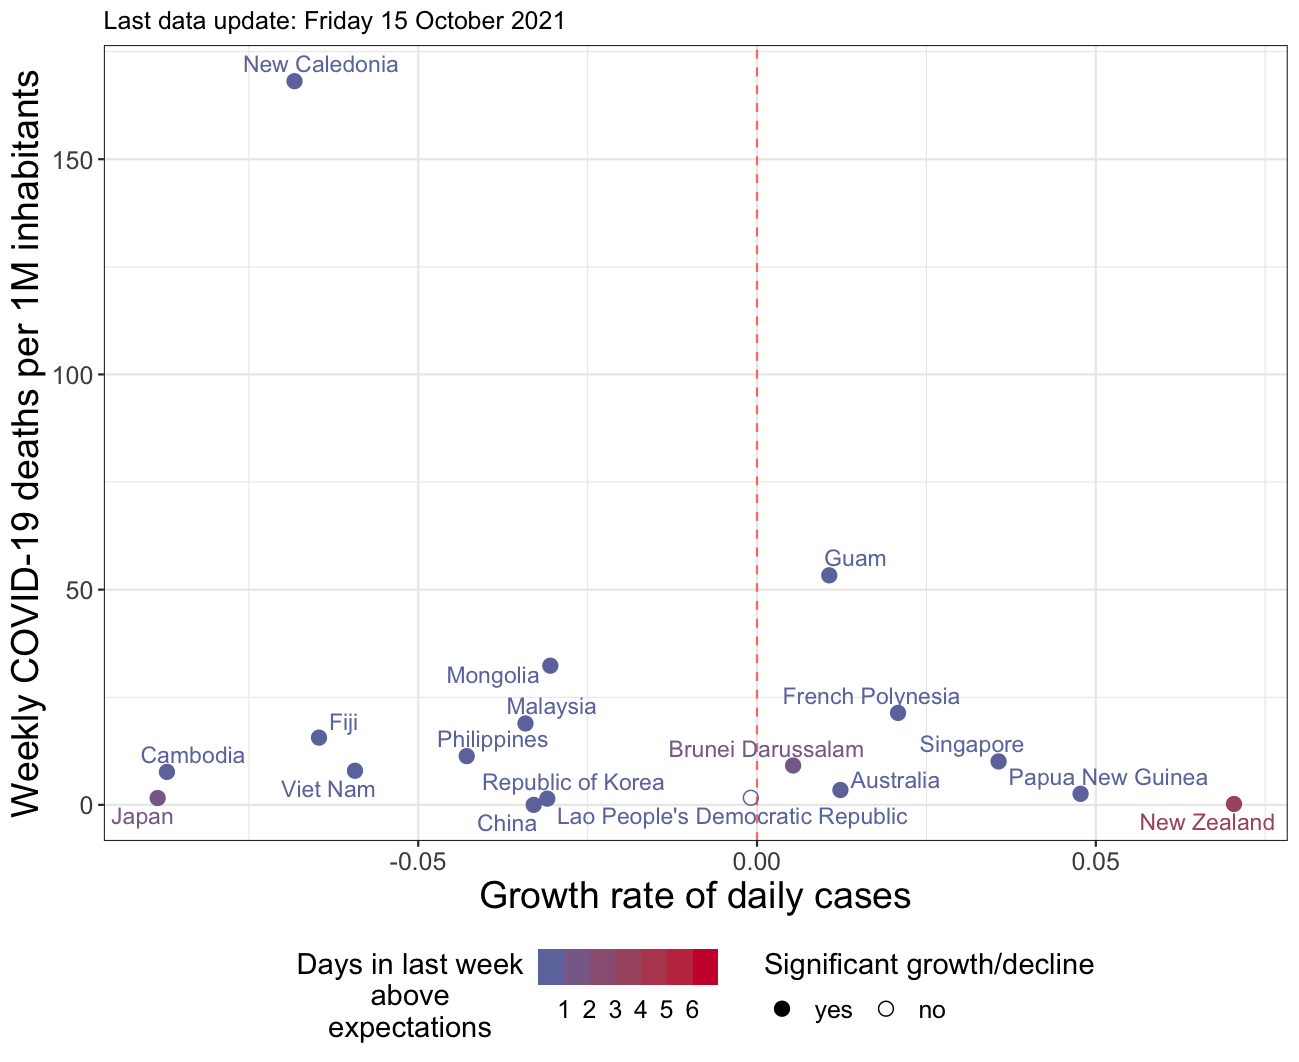 Last data update: Friday 15 October 2021
Weekly COVID-19 deaths per 1M inhabitants
150
100
50
0
New Caledonia
Guam
Mongolia
Malaysia
French Polynesia
Fiji
Philippines
Brunei Darussalam
Singapore
Cambodia
Viet Nam
Republic of Korea
Australia
Papua New Guinea
Japan
China
Lao People's Democratic Republic
New Zealand
-0.05
0.00
0.05
Growth rate of daily cases
Days in last week
above
expectations
1 2 3 4 5 6
Significant growth/decline
yes
no